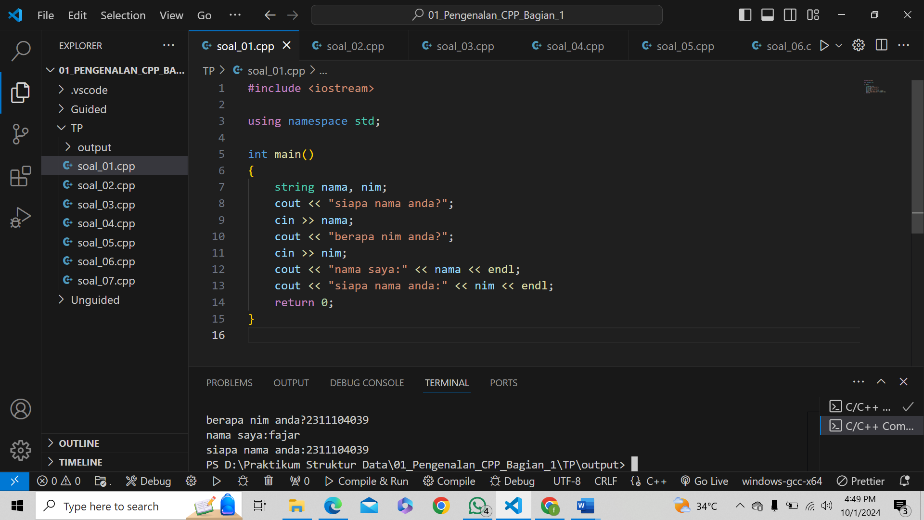 File Edit Selection View Go ··· 01_Pengenalan_CPP_Bagian_1
EXPLORER ···
soal_01.cpp soal_02.cpp soal_03.cpp soal_04.cpp soal_05.cpp soal_06.c ···
01_PENGENALAN_CPP_BA...
.vscode
Guided
TP
output
soal_01.cpp
soal_02.cpp
soal_03.cpp
soal_04.cpp
soal_05.cpp
soal_06.cpp
soal_07.cpp
Unguided
OUTLINE
TIMELINE
TP > soal_01.cpp > ...
1 #include <iostream>
2
3 using namespace std;
4
5 int main()
6 {
7 string nama, nim;
8 cout << "siapa nama anda?";
9 cin >> nama;
10 cout << "berapa nim anda?";
11 cin >> nim;
12 cout << "nama saya:" << nama << endl;
13 cout << "siapa nama anda:" << nim << endl;
14 return 0;
15 }
16
PROBLEMS OUTPUT DEBUG CONSOLE TERMINAL PORTS ···
berapa nim anda?2311104039
nama saya:fajar
siapa nama anda:2311104039
PS D:\Praktikum Struktur Data\01_Pengenalan_CPP_Bagian_1\TP\output>
C/C++ ...
C/C++ Com...
0 0 Debug 0 Compile & Run Compile Debug UTF-8 CRLF {} C++ Go Live windows-gcc-x64 Prettier
Type here to search 4 34°C 4:49 PM
10/1/2024 3